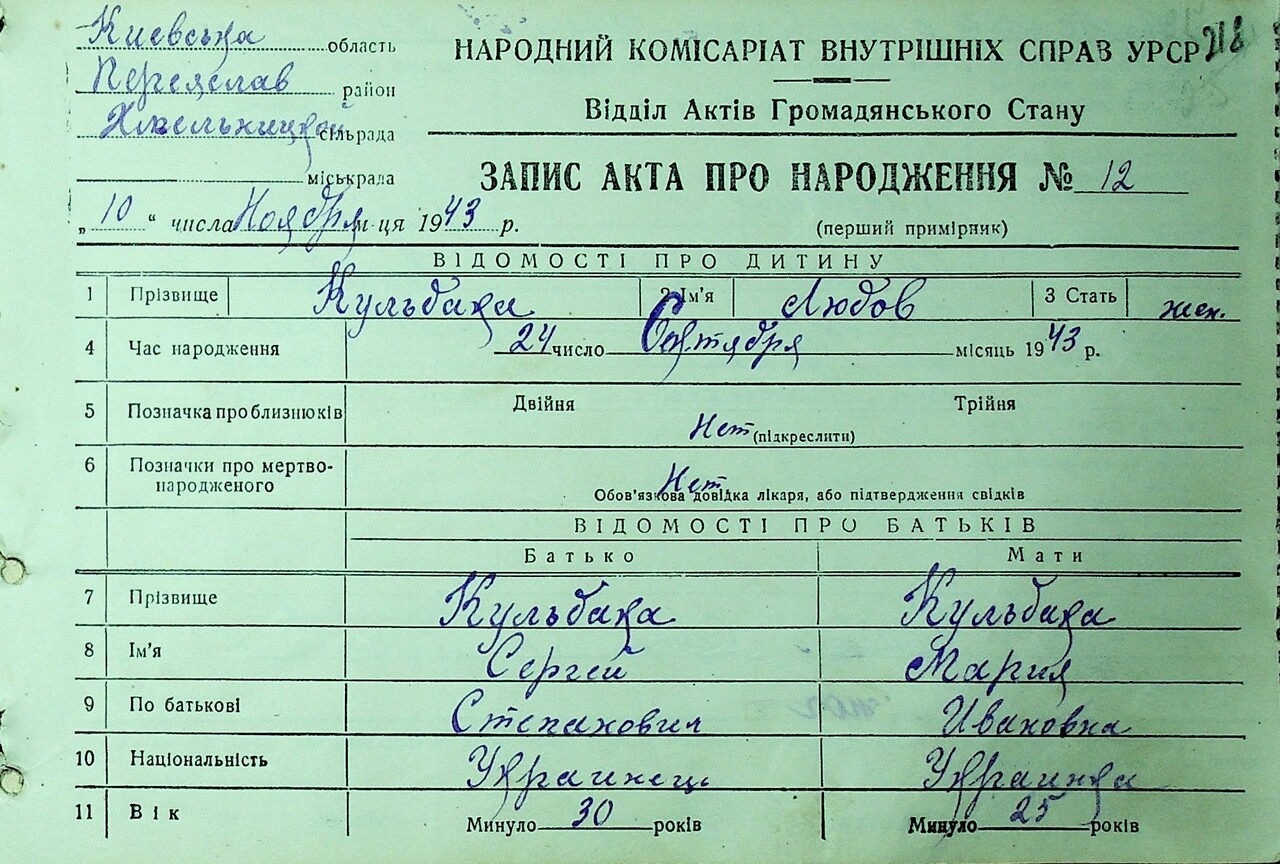 Киевська область
Переяслав район
Хмельницкой сільрада
міськрада
„ 10 “ числа Ноября м-ця 1943 р.
218
НАРОДНИЙ КОМІСАРІАТ ВНУТРІШНІХ СПРАВ УРСР
Відділ Актів Громадянського Стану
ЗАПИС АКТА ПРО НАРОДЖЕННЯ № 12
(перший примірник)
ВІДОМОСТІ ПРО ДИТИНУ
1 Прізвище Кульбака 2 Ім'я Любов 3 Стать жен.
4 Час народження 24 число Сентября місяць 1943 р.
5 Позначка про близнюків Двійня Трійня
Нет (підкреслити)
6 Позначки про мертво-
народженого Нет
Обов'язкова довідка лікаря, або підтвердження свідків
ВІДОМОСТІ ПРО БАТЬКІВ
Батько Мати
7 Прізвище Кульбака Кульбака
8 Ім'я Сергей Мария
9 По батькові Степанович Ивановна
10 Національність Украинець Украинка
11 Вік Минуло 30 років Минуло 25 років